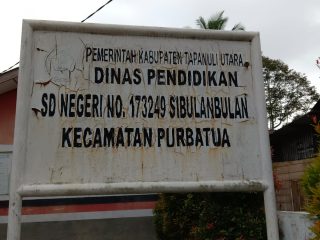 PEMERINTAH KABUPATEN TAPANULI UTARA
DINAS PENDIDIKAN
SD NEGERI NO. 173249 SIBULANBULAN
KECAMATAN PURBATUA